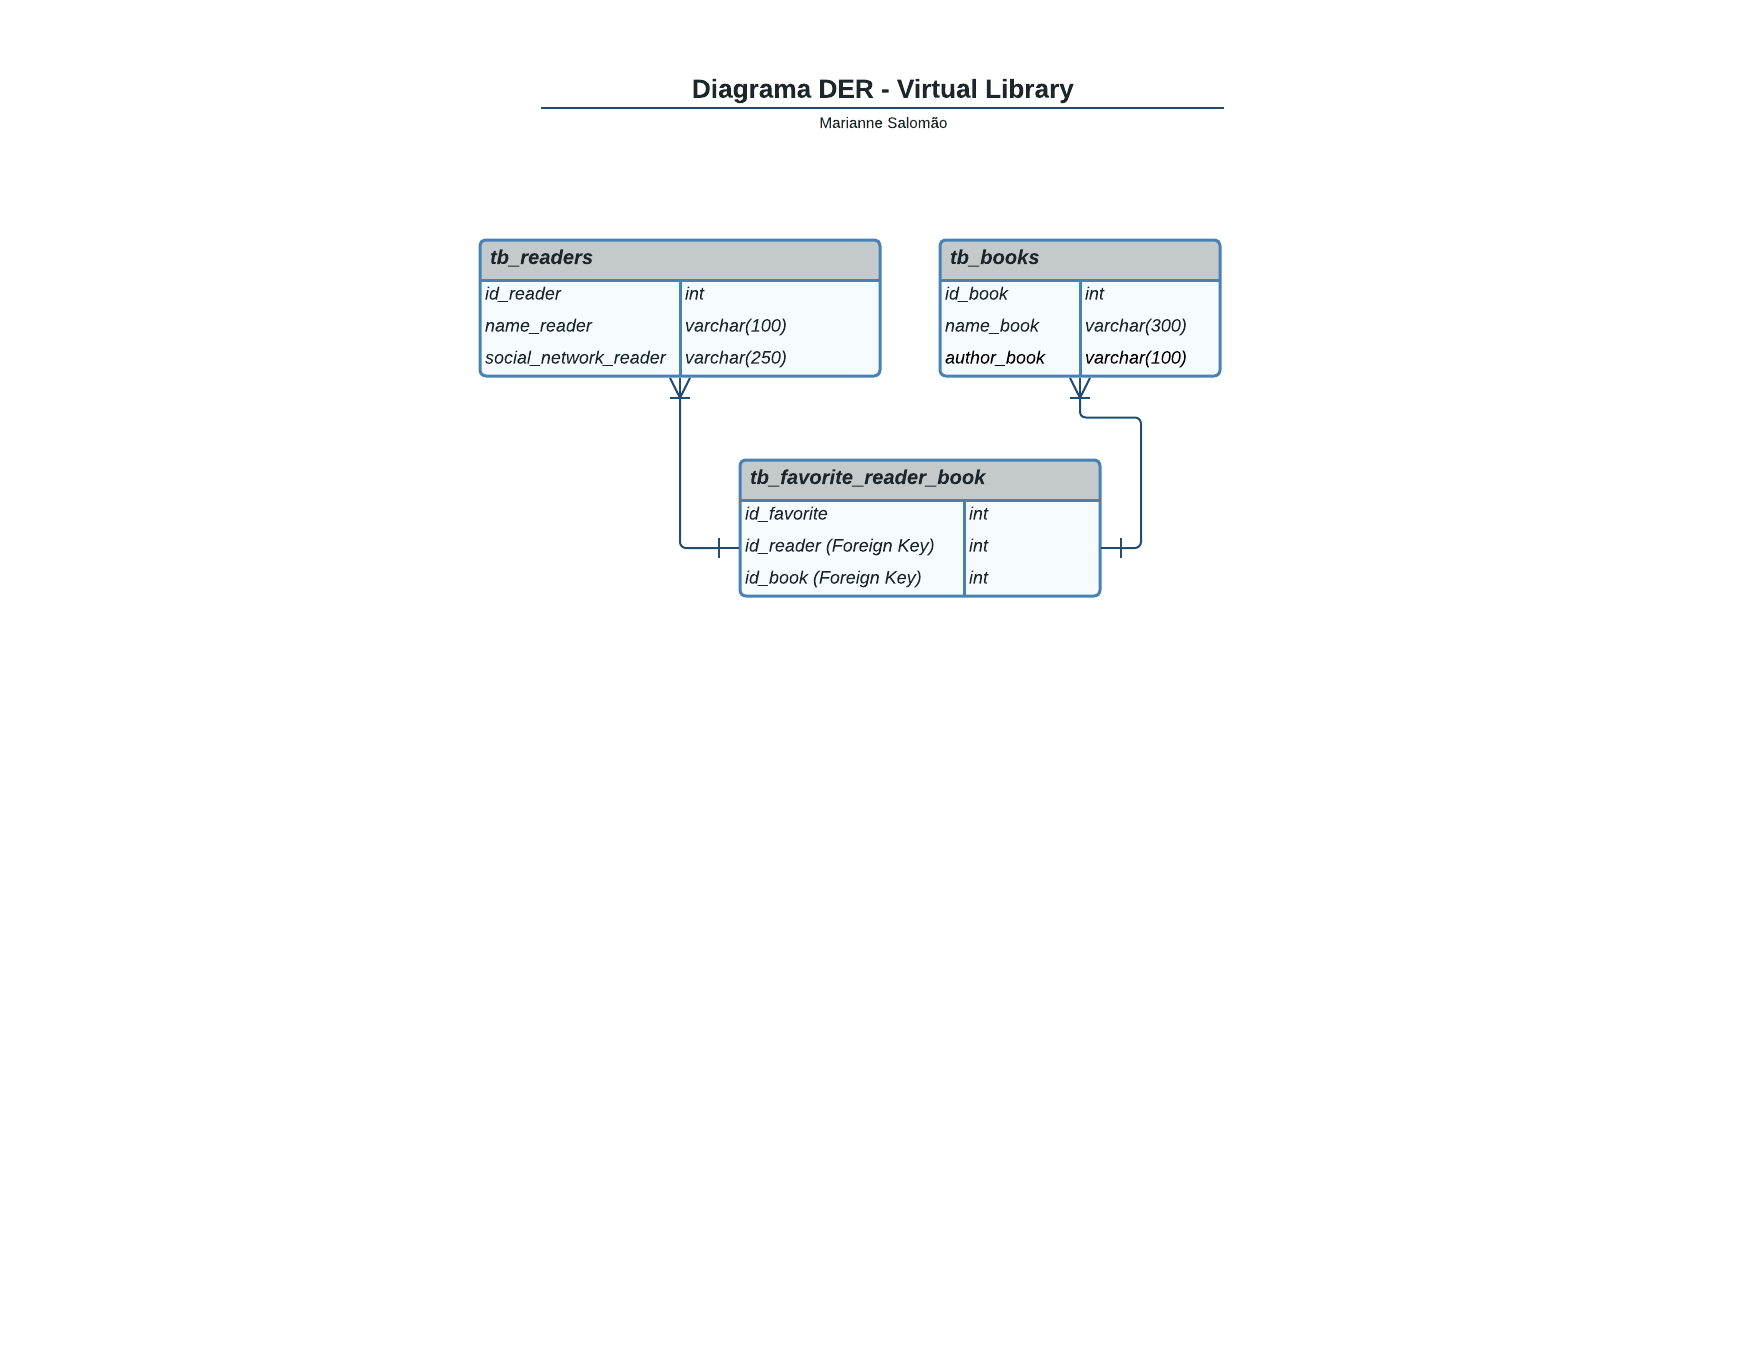 Diagrama DER - Virtual Library
Marianne Salomão
tb_readers
id_reader int
name_reader varchar(100)
social_network_reader varchar(250)
tb_books
id_book int
name_book varchar(300)
author_book varchar(100)
tb_favorite_reader_book
id_favorite int
id_reader (Foreign Key) int
id_book (Foreign Key) int